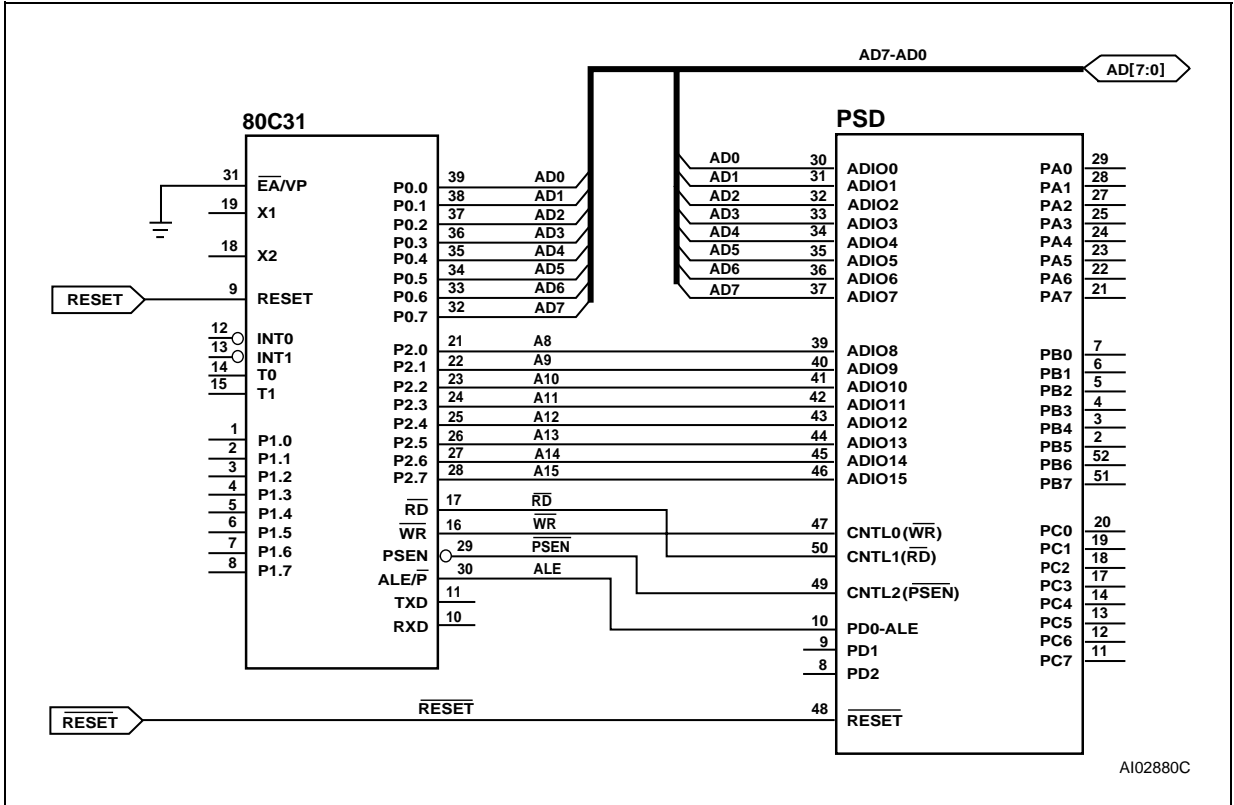 AD7-AD0
AD[7:0]
80C31
PSD
31 EA/VP
19 X1
18 X2
RESET 9 RESET
12 INT0
13 INT1
14 T0
15 T1
1 P1.0
2 P1.1
3 P1.2
4 P1.3
5 P1.4
6 P1.5
7 P1.6
8 P1.7
P0.0 39 AD0
P0.1 38 AD1
P0.2 37 AD2
P0.3 36 AD3
P0.4 35 AD4
P0.5 34 AD5
P0.6 33 AD6
P0.7 32 AD7
P2.0 21 A8
P2.1 22 A9
P2.2 23 A10
P2.3 24 A11
P2.4 25 A12
P2.5 26 A13
P2.6 27 A14
P2.7 28 A15
RD 17 RD
WR 16 WR
PSEN 29 PSEN
ALE/P 30 ALE
TXD 11
RXD 10
AD0 30 ADIO0
AD1 31 ADIO1
AD2 32 ADIO2
AD3 33 ADIO3
AD4 34 ADIO4
AD5 35 ADIO5
AD6 36 ADIO6
AD7 37 ADIO7
39 ADIO8
40 ADIO9
41 ADIO10
42 ADIO11
43 ADIO12
44 ADIO13
45 ADIO14
46 ADIO15
47 CNTL0(WR)
50 CNTL1(RD)
49 CNTL2(PSEN)
10 PD0-ALE
9 PD1
8 PD2
RESET RESET 48 RESET
PA0 29
PA1 28
PA2 27
PA3 25
PA4 24
PA5 23
PA6 22
PA7 21
PB0 7
PB1 6
PB2 5
PB3 4
PB4 3
PB5 2
PB6 52
PB7 51
PC0 20
PC1 19
PC2 18
PC3 17
PC4 14
PC5 13
PC6 12
PC7 11
AI02880C